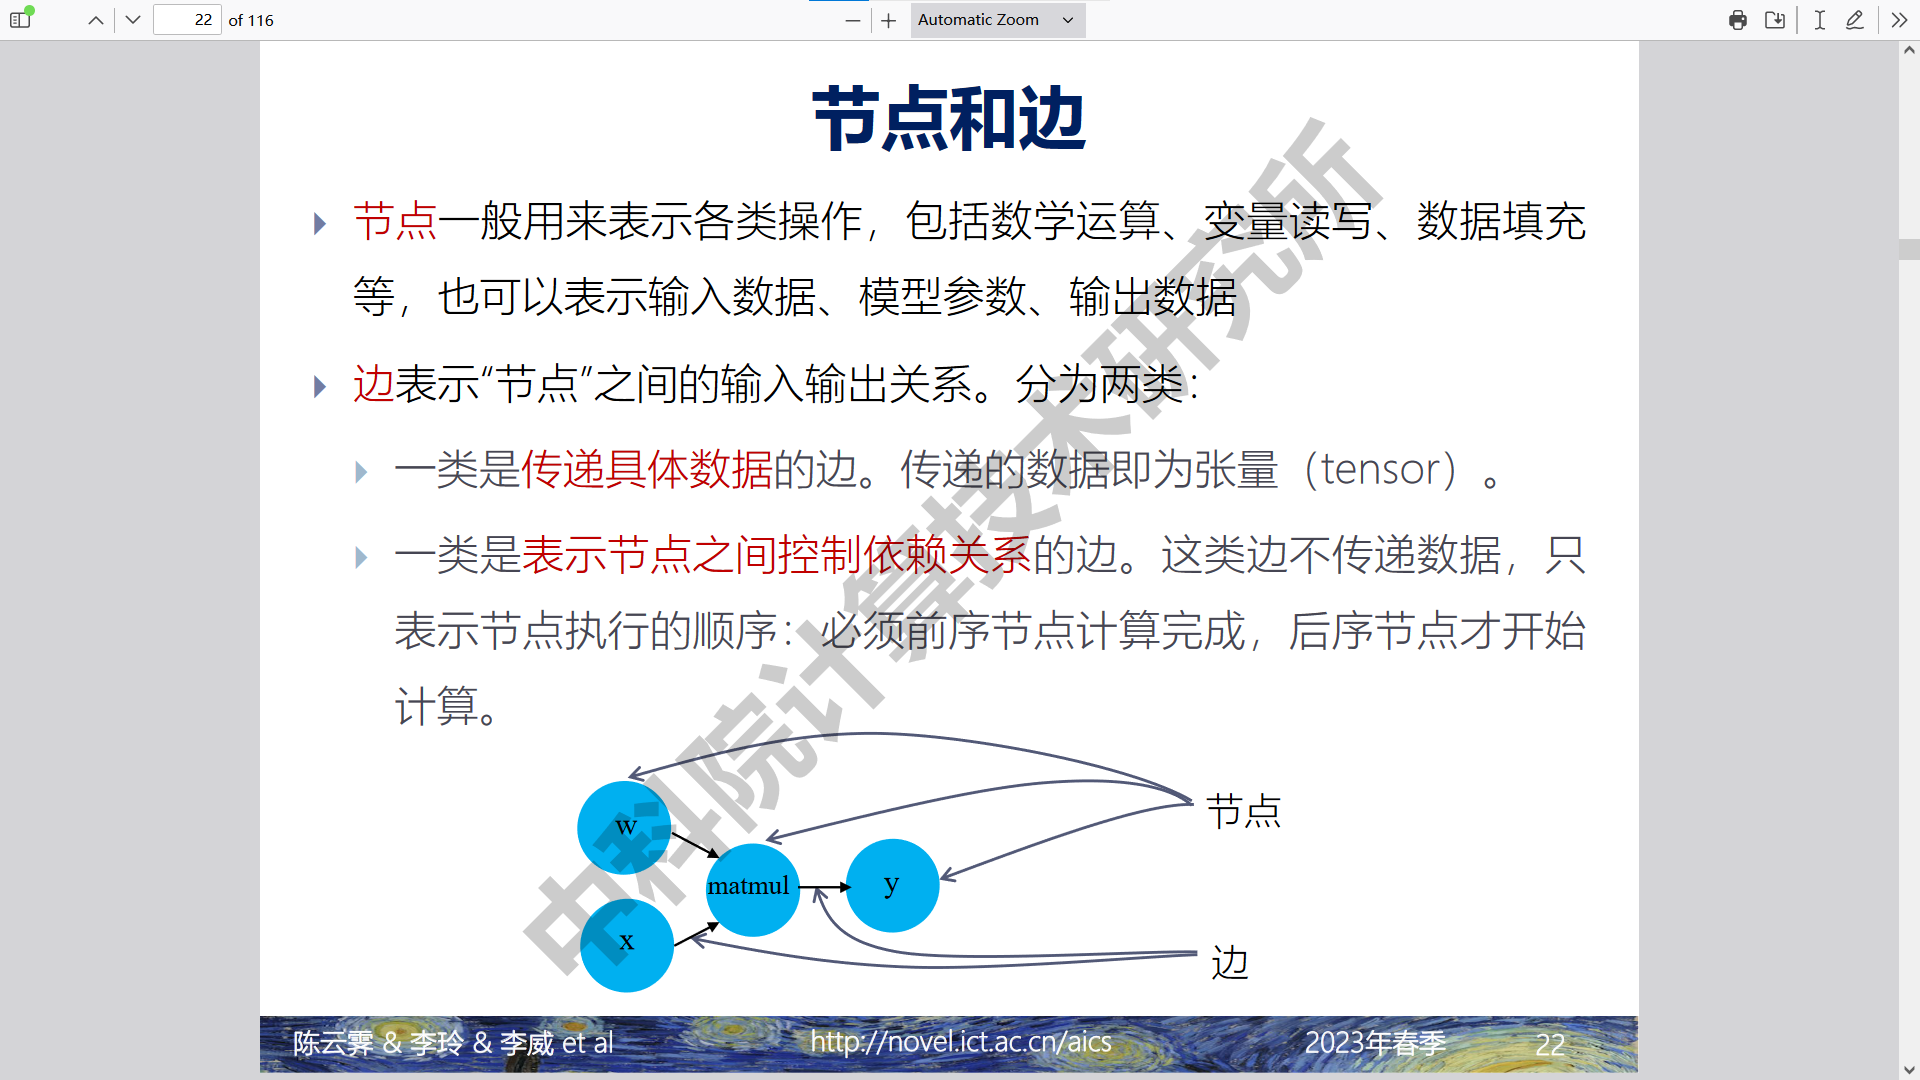 22 of 116
Automatic Zoom
节点和边
节点一般用来表示各类操作，包括数学运算、变量读写、数据填充
等，也可以表示输入数据、模型参数、输出数据
边表示“节点”之间的输入输出关系。分为两类：
一类是传递具体数据的边。传递的数据即为张量（tensor）。
一类是表示节点之间控制依赖关系的边。这类边不传递数据，只
表示节点执行的顺序：必须前序节点计算完成，后序节点才开始
计算。
中科院计算技术研究所
节点
w
matmul
y
x
边
陈云霁 & 李玲 & 李威 et al
http://novel.ict.ac.cn/aics
2023年春季
22